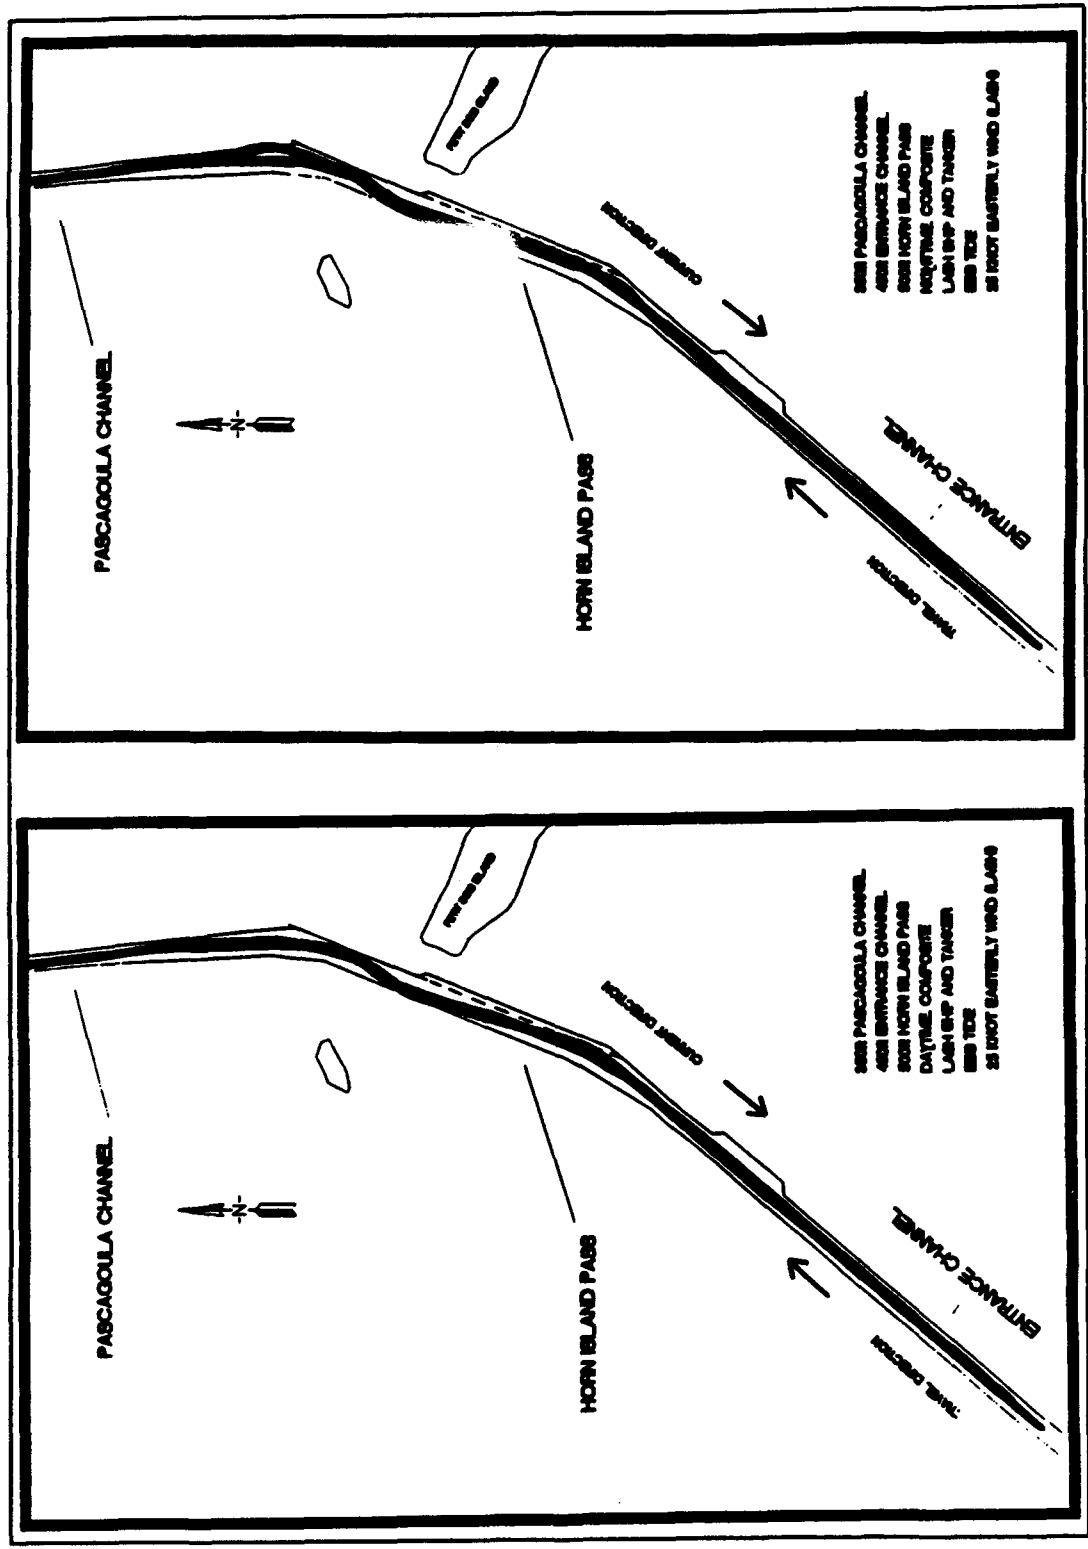 PASCAGOULA CHANNEL
N
HORN ISLAND PASS
PETIT BOIS ISLAND
CURRENT DIRECTION
TRAVEL DIRECTION
ENTRANCE CHANNEL
PASCAGOULA CHANNEL
ENTRANCE CHANNEL
HORN ISLAND PASS
DAYTIME COMPOSITE
LASH SHIP AND TANKER
EBB TIDE
25 KNOT EASTERLY WIND (LASH)
PASCAGOULA CHANNEL
N
HORN ISLAND PASS
PETIT BOIS ISLAND
CURRENT DIRECTION
TRAVEL DIRECTION
ENTRANCE CHANNEL
PASCAGOULA CHANNEL
ENTRANCE CHANNEL
HORN ISLAND PASS
NIGHTTIME COMPOSITE
LASH SHIP AND TANKER
EBB TIDE
25 KNOT EASTERLY WIND (LASH)